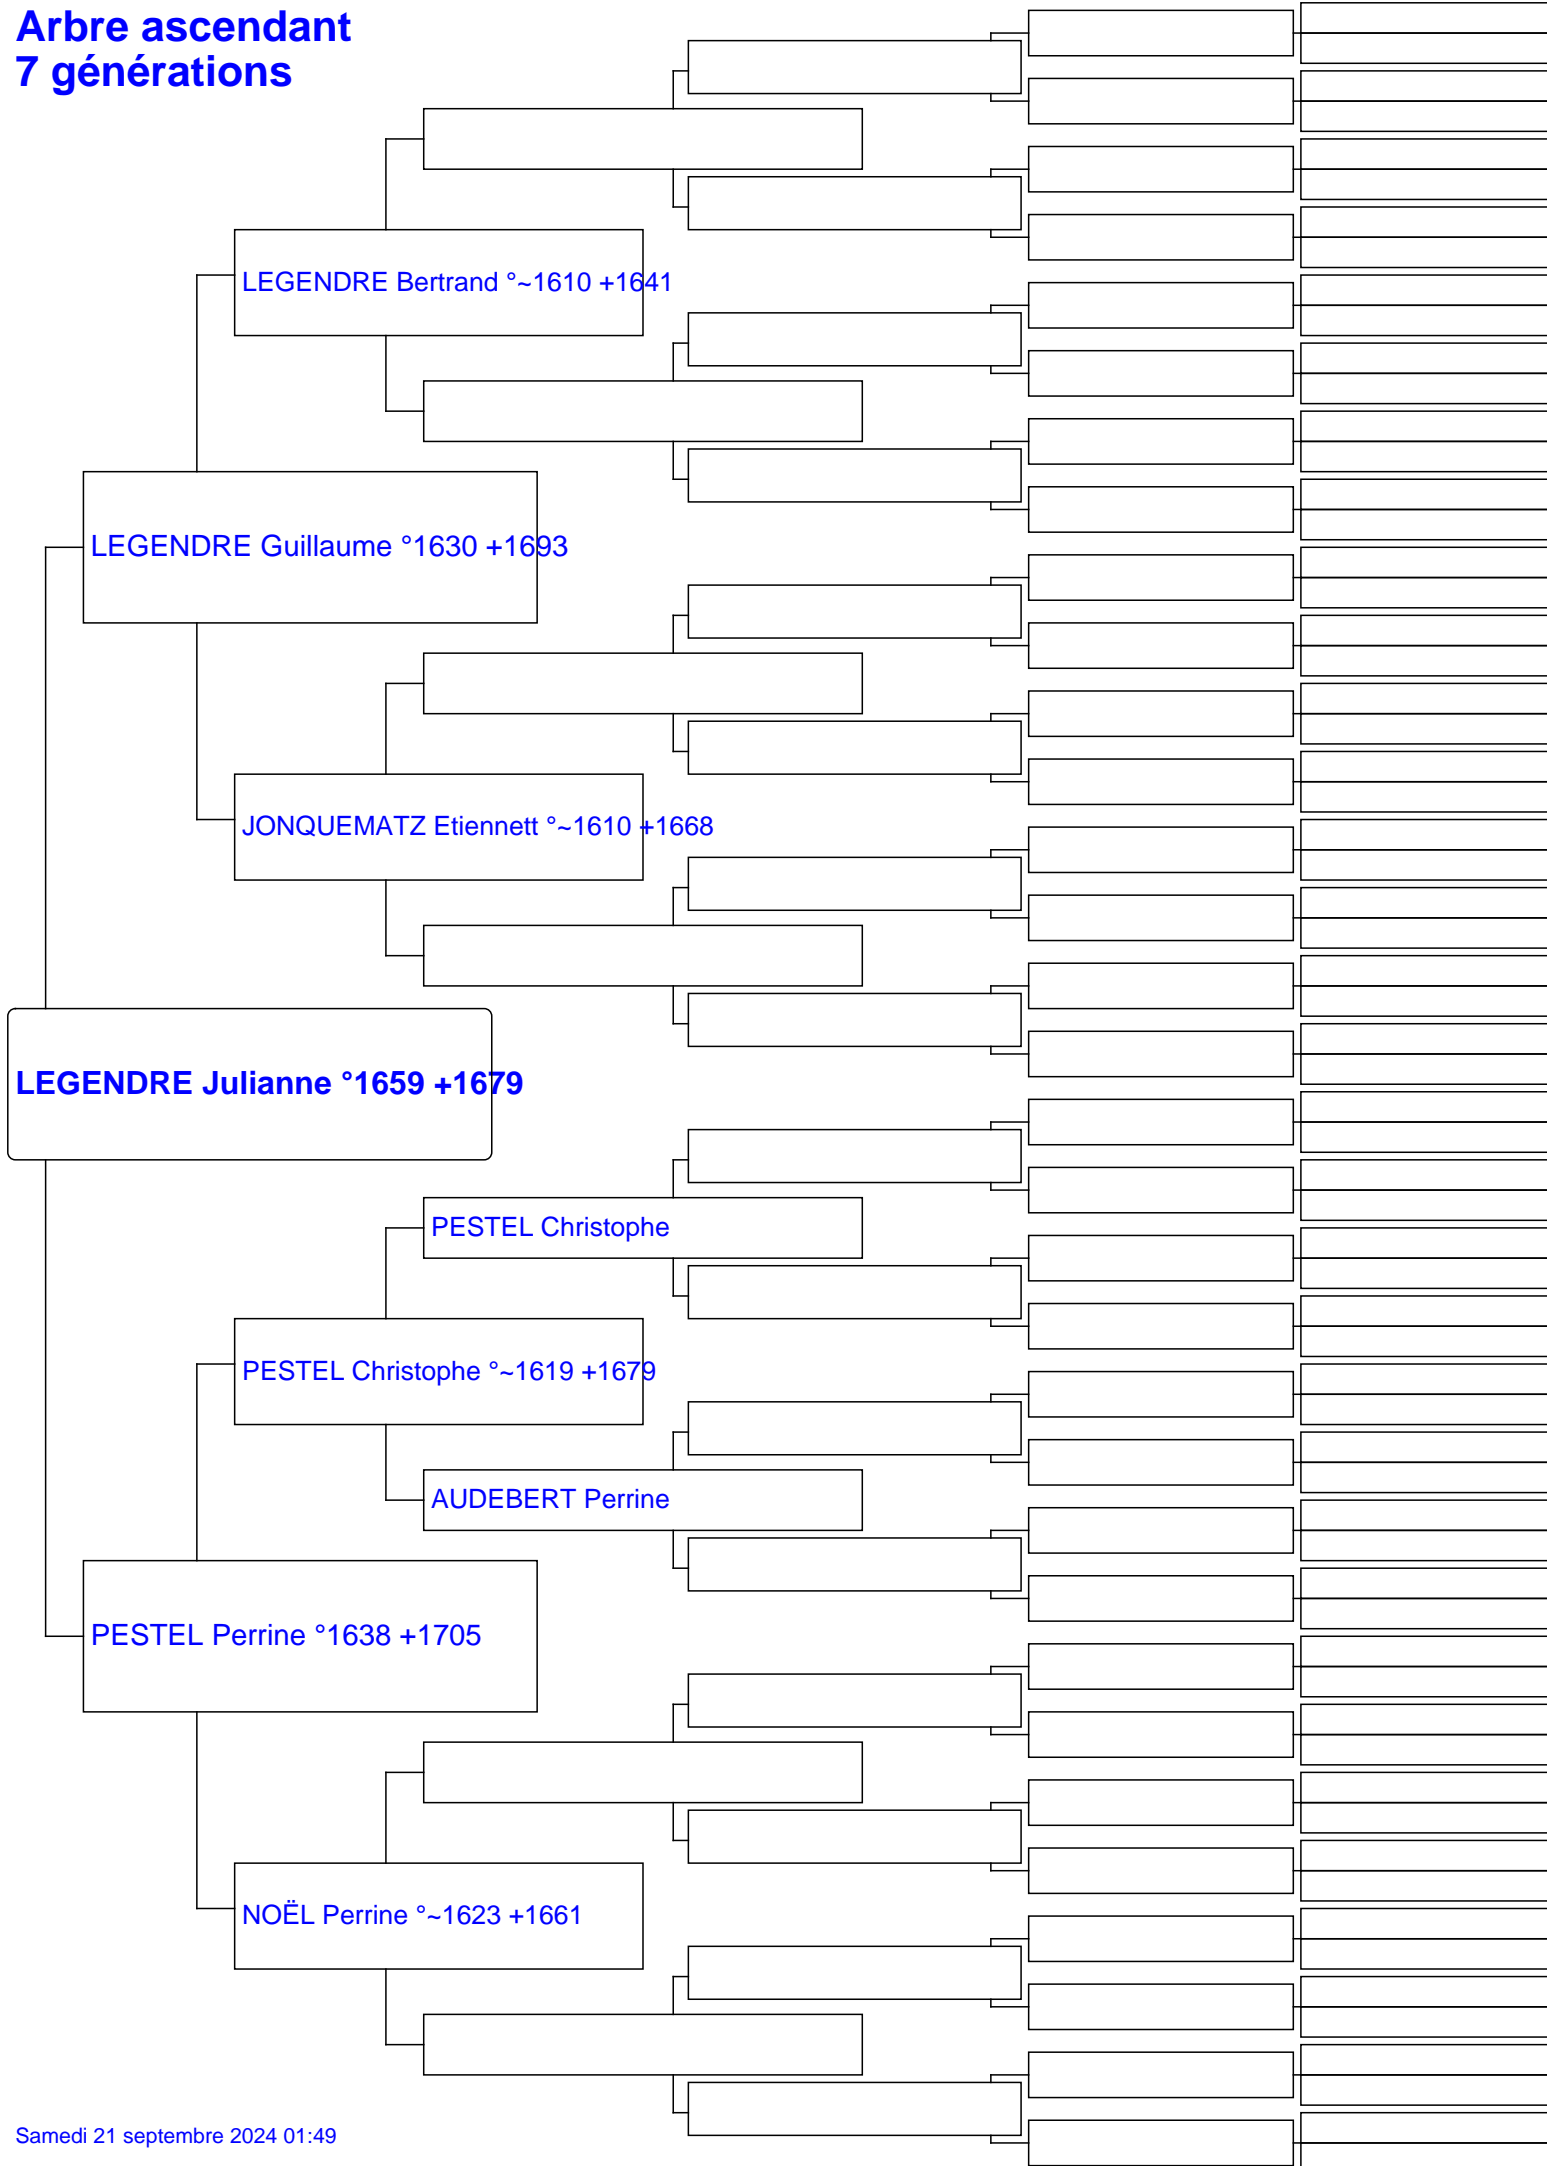 Arbre ascendant
7 générations
LEGENDRE Bertrand °~1610 +1641
LEGENDRE Guillaume °1630 +1693
JONQUEMATZ Etiennett °~1610 +1668
LEGENDRE Julianne °1659 +1679
PESTEL Christophe
PESTEL Christophe °~1619 +1679
AUDEBERT Perrine
PESTEL Perrine °1638 +1705
NOËL Perrine °~1623 +1661
Samedi 21 septembre 2024 01:49